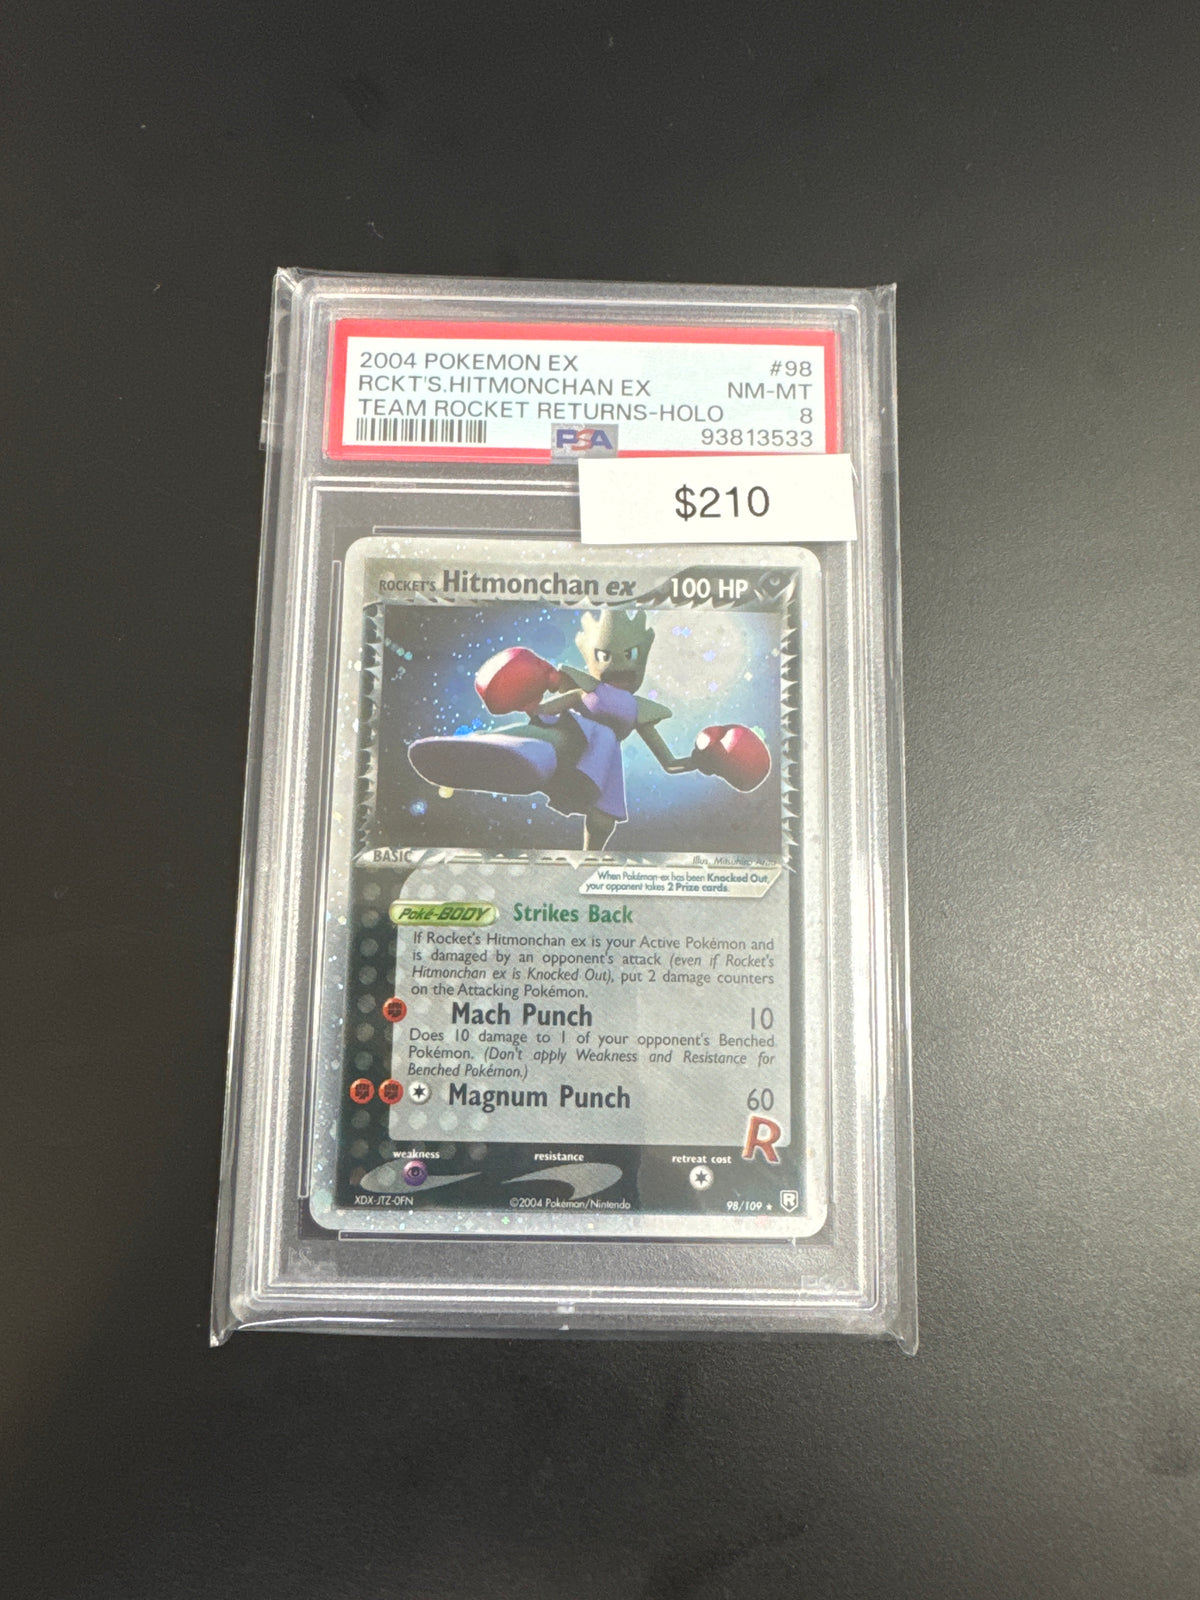 2004 POKEMON EX #98
RCKT'S.HITMONCHAN EX NM-MT
TEAM ROCKET RETURNS-HOLO 8
PSA 93813533
$210
ROCKET'S Hitmonchan ex 100 HP
BASIC Illus. Mitsuhiro Arita
When Pokémon-ex has been Knocked Out,
your opponent takes 2 Prize cards.
Poké-BODY Strikes Back
If Rocket's Hitmonchan ex is your Active Pokémon and
is damaged by an opponent's attack (even if Rocket's
Hitmonchan ex is Knocked Out), put 2 damage counters
on the Attacking Pokémon.
Mach Punch 10
Does 10 damage to 1 of your opponent's Benched
Pokémon. (Don't apply Weakness and Resistance for
Benched Pokémon.)
Magnum Punch 60
R
weakness resistance retreat cost
XDX-JTZ-0FN ©2004 Pokémon/Nintendo 98/109 ★ R